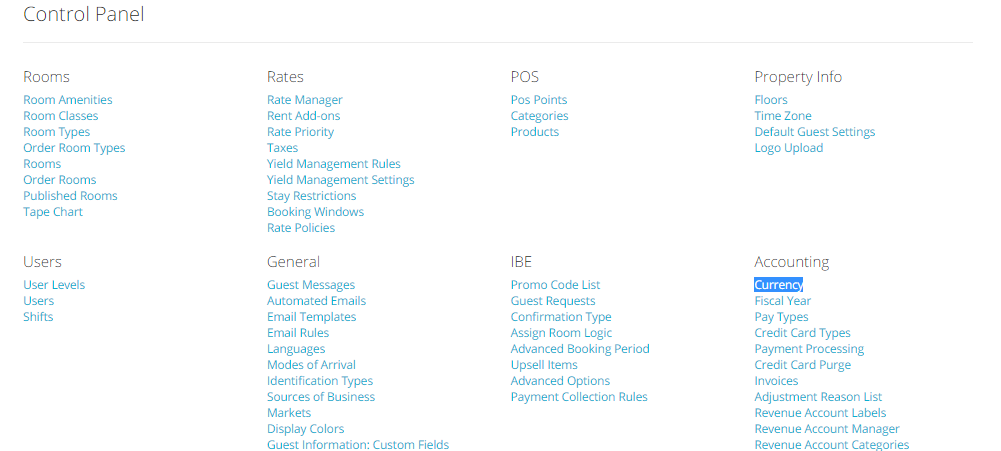 Control Panel
Rooms
Room Amenities
Room Classes
Room Types
Order Room Types
Rooms
Order Rooms
Published Rooms
Tape Chart
Rates
Rate Manager
Rent Add-ons
Rate Priority
Taxes
Yield Management Rules
Yield Management Settings
Stay Restrictions
Booking Windows
Rate Policies
POS
Pos Points
Categories
Products
Property Info
Floors
Time Zone
Default Guest Settings
Logo Upload
Users
User Levels
Users
Shifts
General
Guest Messages
Automated Emails
Email Templates
Email Rules
Languages
Modes of Arrival
Identification Types
Sources of Business
Markets
Display Colors
Guest Information: Custom Fields
IBE
Promo Code List
Guest Requests
Confirmation Type
Assign Room Logic
Advanced Booking Period
Upsell Items
Advanced Options
Payment Collection Rules
Accounting
Currency
Fiscal Year
Pay Types
Credit Card Types
Payment Processing
Credit Card Purge
Invoices
Adjustment Reason List
Revenue Account Labels
Revenue Account Manager
Revenue Account Categories